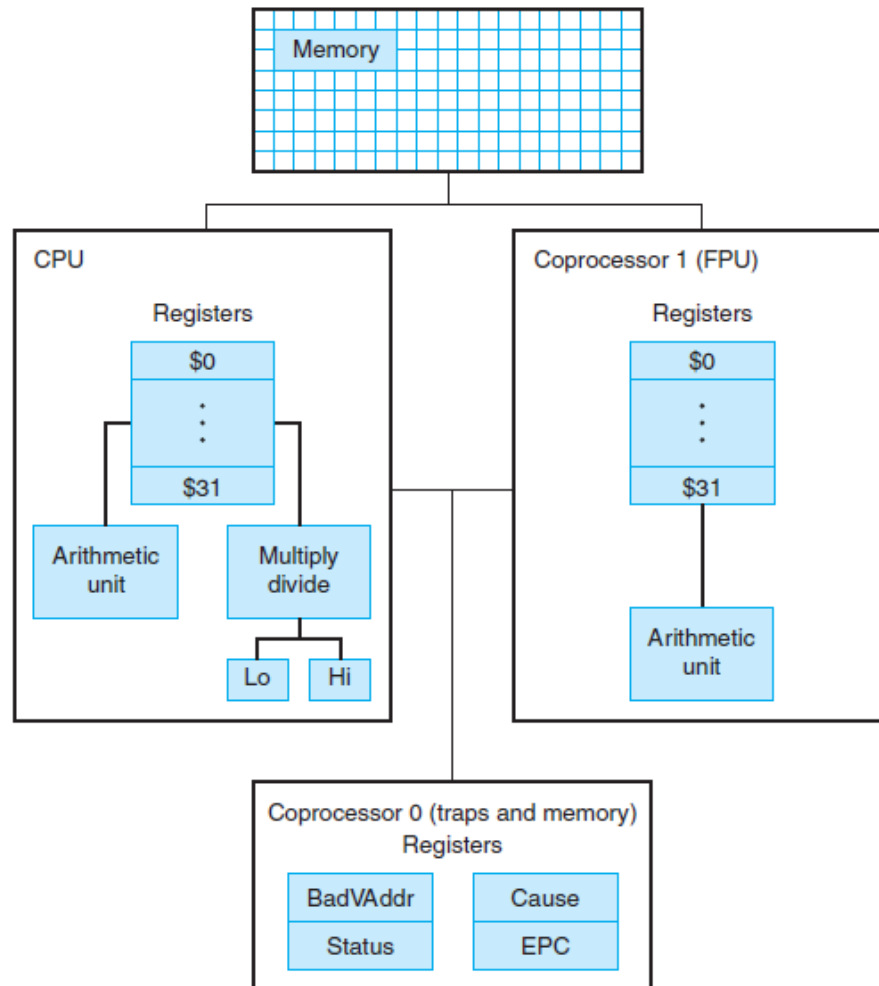 Memory
CPU
Registers
$0
$31
Arithmetic
unit
Multiply
divide
Lo
Hi
Coprocessor 1 (FPU)
Registers
$0
$31
Arithmetic
unit
Coprocessor 0 (traps and memory)
Registers
BadVAddr
Status
Cause
EPC